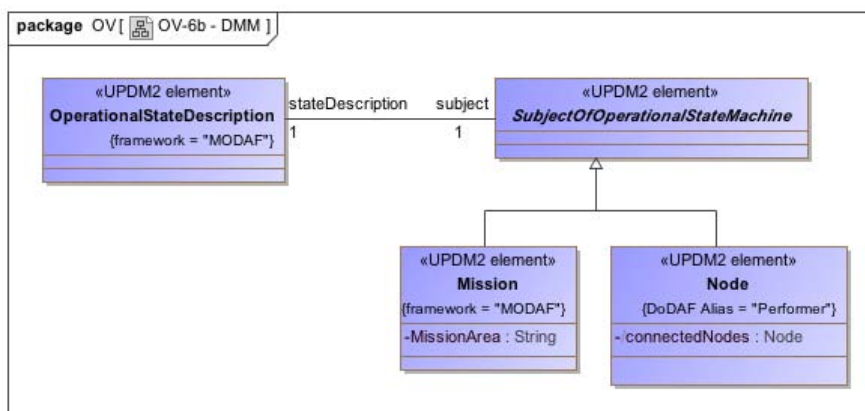 package OV[ OV-6b - DMM ]
«UPDM2 element»
OperationalStateDescription
{framework = "MODAF"}
stateDescription
1
subject
1
«UPDM2 element»
SubjectOfOperationalStateMachine
«UPDM2 element»
Mission
{framework = "MODAF"}
-MissionArea : String
«UPDM2 element»
Node
{DoDAF Alias = "Performer"}
-/connectedNodes : Node